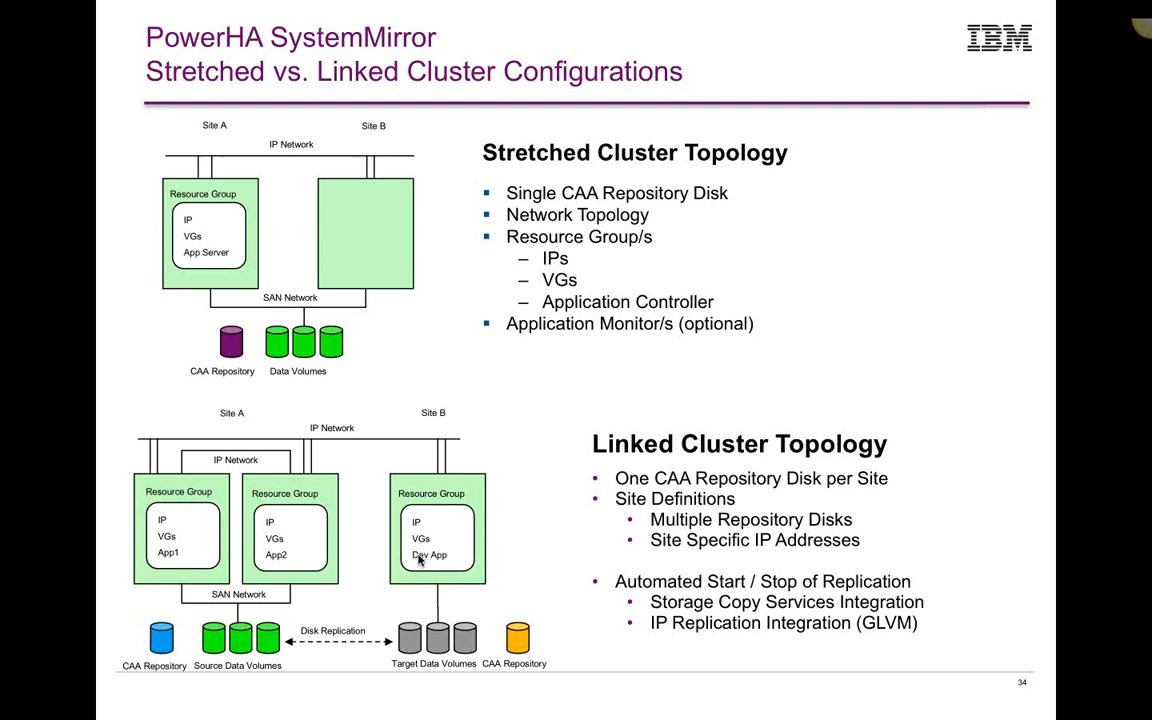 PowerHA SystemMirror
Stretched vs. Linked Cluster Configurations
IBM
Site A
Site B
IP Network
Resource Group
IP
VGs
App Server
SAN Network
CAA Repository
Data Volumes
Stretched Cluster Topology
Single CAA Repository Disk
Network Topology
Resource Group/s
– IPs
– VGs
– Application Controller
Application Monitor/s (optional)
Site A
Site B
IP Network
IP Network
Resource Group
IP
VGs
App1
Resource Group
IP
VGs
App2
Resource Group
IP
VGs
Dev App
SAN Network
Disk Replication
CAA Repository
Source Data Volumes
Target Data Volumes
CAA Repository
Linked Cluster Topology
• One CAA Repository Disk per Site
• Site Definitions
• Multiple Repository Disks
• Site Specific IP Addresses
• Automated Start / Stop of Replication
• Storage Copy Services Integration
• IP Replication Integration (GLVM)
34